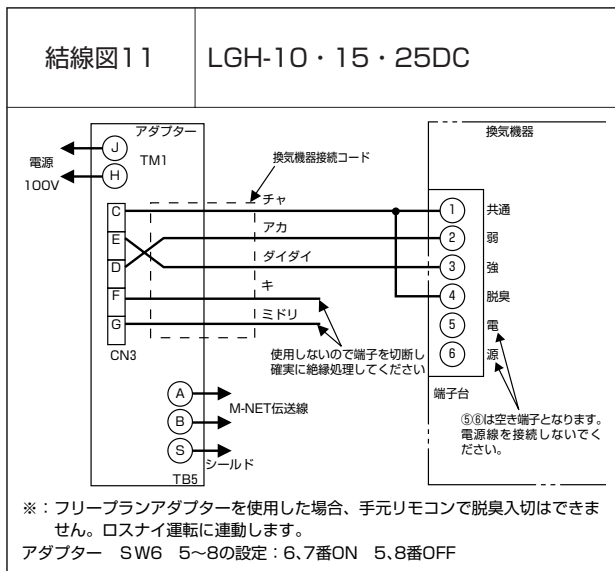 結線図11
LGH-10・15・25DC
アダプター
換気機器
電源
100V
J
H
TM1
換気機器接続コード
C
E
D
F
G
CN3
チャ
アカ
ダイダイ
キ
ミドリ
1
2
3
4
5
6
共通
弱
強
脱臭
電
源
端子台
使用しないので端子を切断し
確実に絶縁処理してください
A
B
S
M-NET伝送線
シールド
TB5
⑤⑥は空き端子となります。
電源線を接続しないでく
ださい。
※：フリープランアダプターを使用した場合、手元リモコンで脱臭入切はできま
せん。ロスナイ運転に連動します。
アダプター　SW6　5〜8の設定：6、7番ON　5、8番OFF